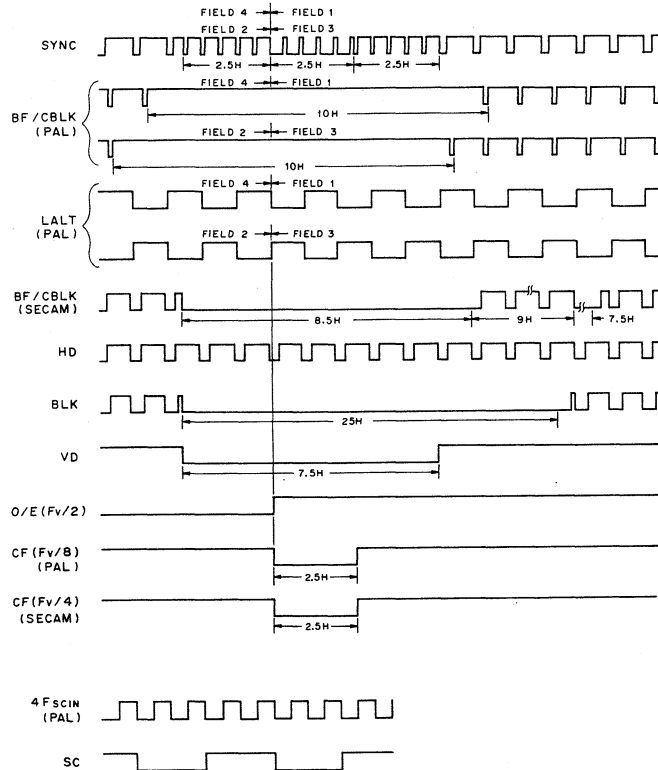 FIELD 4 FIELD 1
FIELD 2 FIELD 3
SYNC
2.5H 2.5H 2.5H
FIELD 4 FIELD 1
BF/CBLK
(PAL)
10H
FIELD 2 FIELD 3
10H
FIELD 4 FIELD 1
LALT
(PAL)
FIELD 2 FIELD 3
BF/CBLK
(SECAM)
8.5H 9H 7.5H
HD
BLK
25H
VD
7.5H
O/E(Fv/2)
CF(Fv/8)
(PAL)
2.5H
CF(Fv/4)
(SECAM)
2.5H
4FSCIN
(PAL)
SC